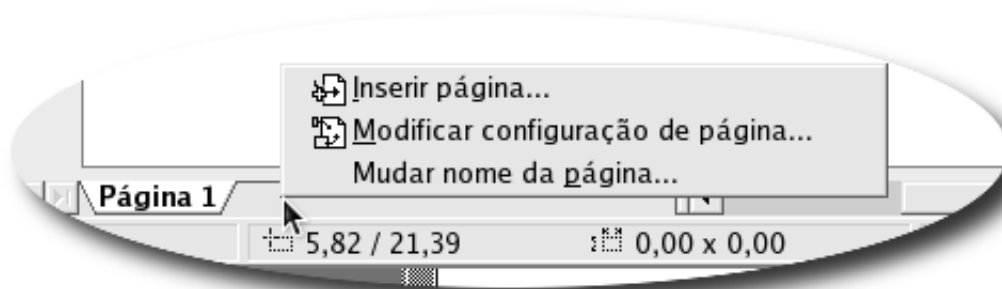 Inserir página...
Modificar configuração de página...
Mudar nome da página...
Página 1
5,82 / 21,39 0,00 x 0,00